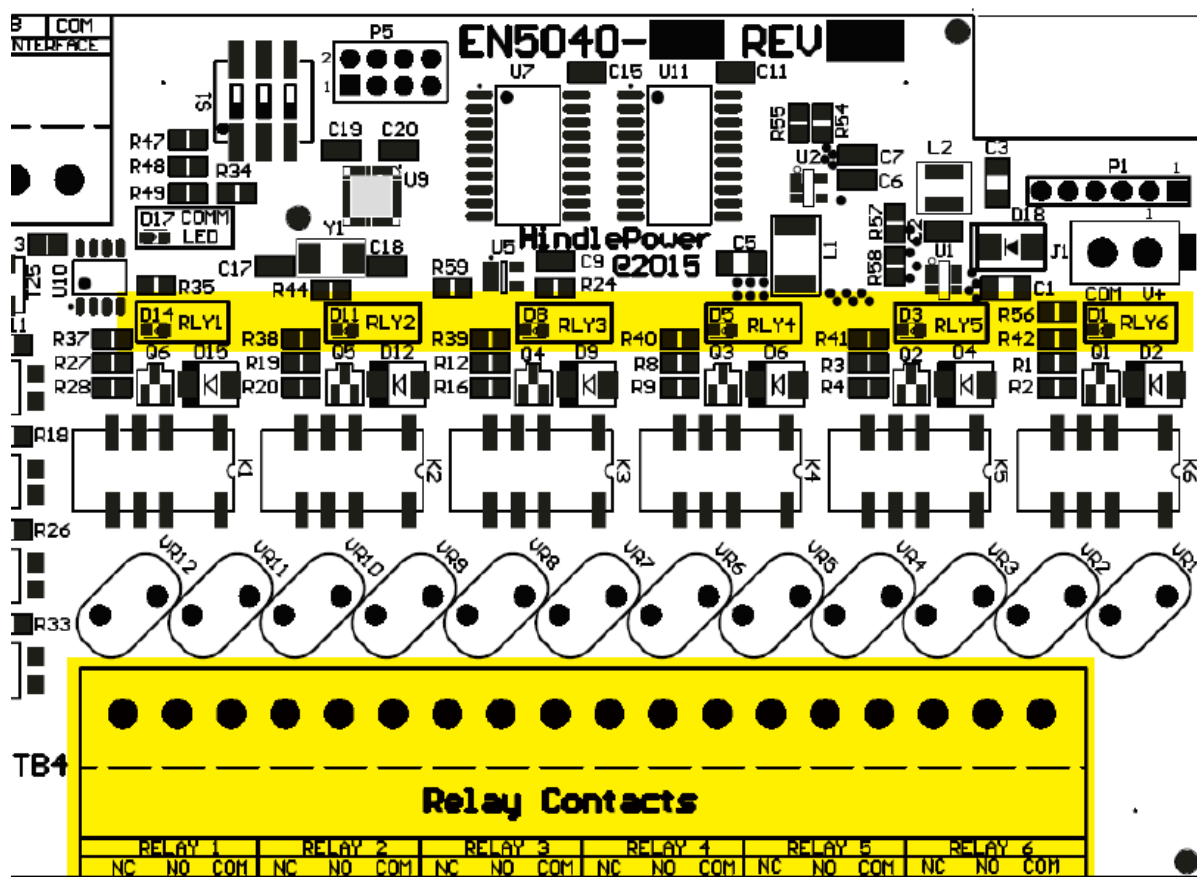 B COM
NTERFACE
P5
EN5040- REV
2
1
U7 C15 U11 C11
S1
R55 R54
R47 C19 C20 L2 C3
R48 R34 U2 C7
R49 U9 C6 P1 1
D17 COMM
LED
Y1 HindlePower R57 C2 D18 1
©2015
3 C17 C18 U5 C9 C5 L1 R58 U1 J1
T25 U10 R35 R44 R59 R24 C1 COM V+
D14 RLY1 D11 RLY2 D8 RLY3 D5 RLY4 D3 RLY5 R56 D1 RLY6
11 R37 R38 R39 R40 R41 R42
R27 Q6 D15 R19 Q5 D12 R12 Q4 D9 R8 Q3 D6 R3 Q2 D4 R1 Q1 D2
R28 R20 R16 R9 R4 R2
R18 K1 K2 K3 K4 K5 K6
R26
VR12 VR11 VR10 VR9 VR8 VR7 VR6 VR5 VR4 VR3 VR2 VR1
R33
TB4
Relay Contacts
RELAY 1 RELAY 2 RELAY 3 RELAY 4 RELAY 5 RELAY 6
NC NO COM NC NO COM NC NO COM NC NO COM NC NO COM NC NO COM